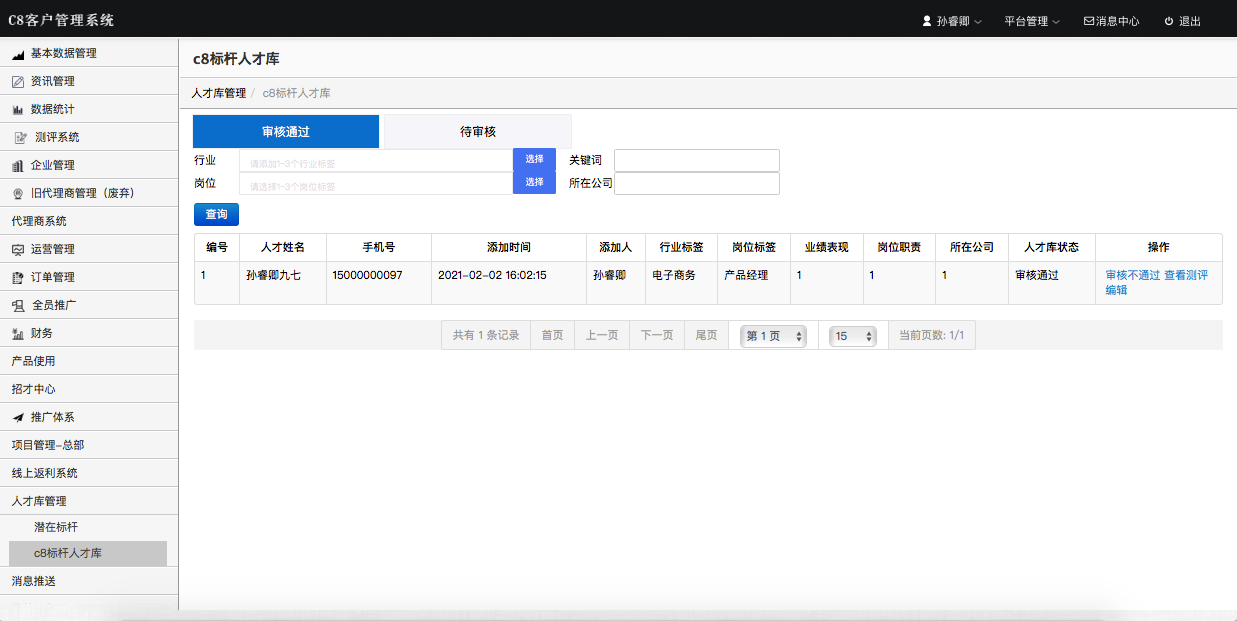 C8客户管理系统
孙睿卿 平台管理 消息中心 退出
基本数据管理
资讯管理
数据统计
测评系统
企业管理
旧代理商管理（废弃）
代理商系统
运营管理
订单管理
全员推广
财务
产品使用
招才中心
推广体系
项目管理-总部
线上返利系统
人才库管理
潜在标杆
c8标杆人才库
消息推送
c8标杆人才库
人才库管理 / c8标杆人才库
审核通过 待审核
行业 请添加1-3个行业标签 选择 关键词
岗位 请选择1-3个岗位标签 选择 所在公司
查询
编号 人才姓名 手机号 添加时间 添加人 行业标签 岗位标签 业绩表现 岗位职责 所在公司 人才库状态 操作
1 孙睿卿九七 15000000097 2021-02-02 16:02:15 孙睿卿 电子商务 产品经理 1 1 1 审核通过 审核不通过 查看测评
编辑
共有 1 条记录 首页 上一页 下一页 尾页 第 1 页 15 当前页数: 1/1